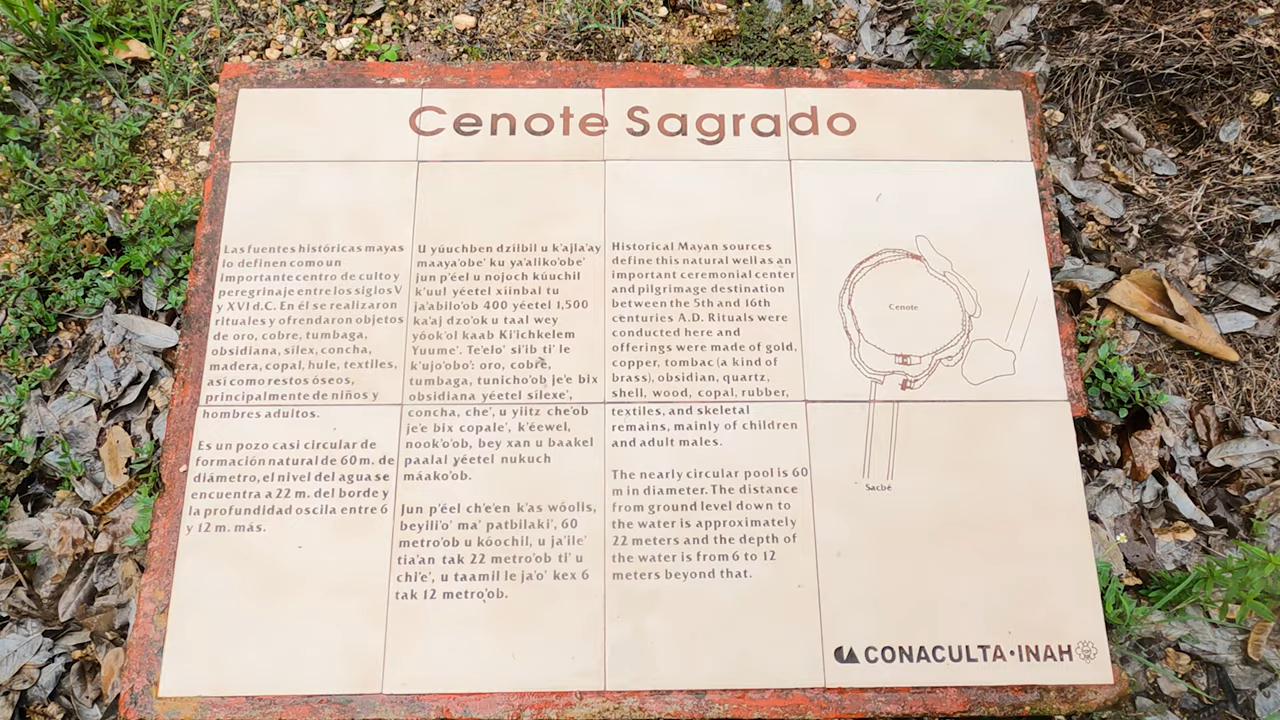 Cenote Sagrado
Las fuentes históricas mayas
lo definen como un
importante centro de culto y
peregrinaje entre los siglos V
y XVI d.C. En él se realizaron
rituales y ofrendaron objetos
de oro, cobre, tumbaga,
obsidiana, sílex, concha,
madera, copal, hule, textiles,
así como restos óseos,
principalmente de niños y
hombres adultos.
Es un pozo casi circular de
formación natural de 60 m. de
diámetro, el nivel del agua se
encuentra a 22 m. del borde y
la profundidad oscila entre 6
y 12 m. más.
U yúuchben dziibil u k'ajla'ay
maaya'obe' ku ya'aliko'obe'
jun p'éel u nojoch kúuchil
k'uul yéetel xíinbal tu
ja'abilo'ob 400 yéetel 1,500
ka'aj dzo'ok u taal wey
yóok'ol kaab Ki'ichkelem
Yuume'. Te'elo' si'ib ti' le
k'ujo'obo': oro, cobre,
tumbaga, tunicho'ob je'e bix
obsidiana yéetel sílexe',
concha, che', u yiitz che'ob
je'e bix copale', k'éewel,
nook'o'ob, bey xan u baakel
paalal yéetel nukuch
máako'ob.
Jun p'éel ch'e'en k'as wóolis,
beyili'o' ma' patbilaki', 60
metro'ob u kóochil, u ja'ile'
tia'an tak 22 metro'ob ti' u
chi'e', u taamil le ja'o' kex 6
tak 12 metro'ob.
Historical Mayan sources
define this natural well as an
important ceremonial center
and pilgrimage destination
between the 5th and 16th
centuries A.D. Rituals were
conducted here and
offerings were made of gold,
copper, tombac (a kind of
brass), obsidian, quartz,
shell, wood, copal, rubber,
textiles, and skeletal
remains, mainly of children
and adult males.
The nearly circular pool is 60
m in diameter. The distance
from ground level down to
the water is approximately
22 meters and the depth of
the water is from 6 to 12
meters beyond that.
Cenote
Sacbé
CONACULTA·INAH